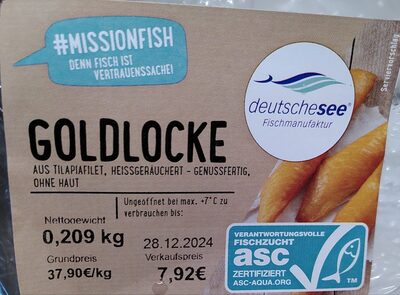 #MISSIONFISH
DENN FISCH IST
VERTRAUENSSACHE!
Serviervorschlag
deutschesee®
Fischmanufaktur
GOLDLOCKE
AUS TILAPIAFILET, HEISSGERÄUCHERT - GENUSSFERTIG,
OHNE HAUT
Ungeöffnet bei max. +7°C zu
verbrauchen bis:
Nettogewicht
0,209 kg
28.12.2024
Grundpreis
Verkaufspreis
37,90€/kg
7,92€
VERANTWORTUNGSVOLLE
FISCHZUCHT
asc
ZERTIFIZIERT
ASC-AQUA.ORG
TM